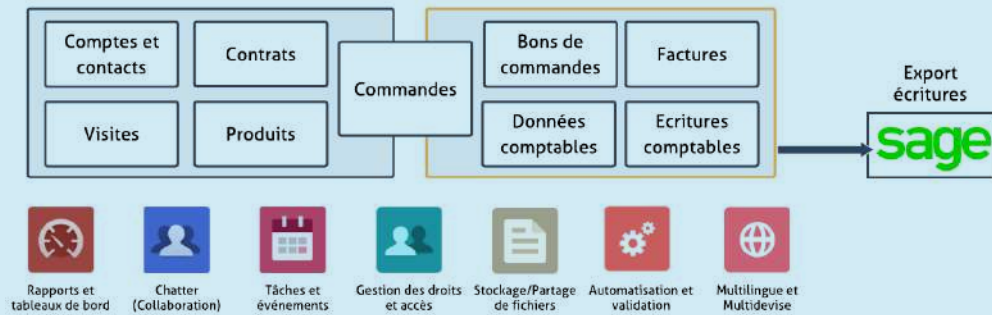 Comptes et
contacts
Contrats
Visites
Produits
Commandes
Bons de
commandes
Factures
Données
comptables
Ecritures
comptables
Export
écritures
sage
Rapports et
tableaux de bord
Chatter
(Collaboration)
Tâches et
événements
Gestion des droits
et accès
Stockage/Partage
de fichiers
Automatisation et
validation
Multilingue et
Multidevise